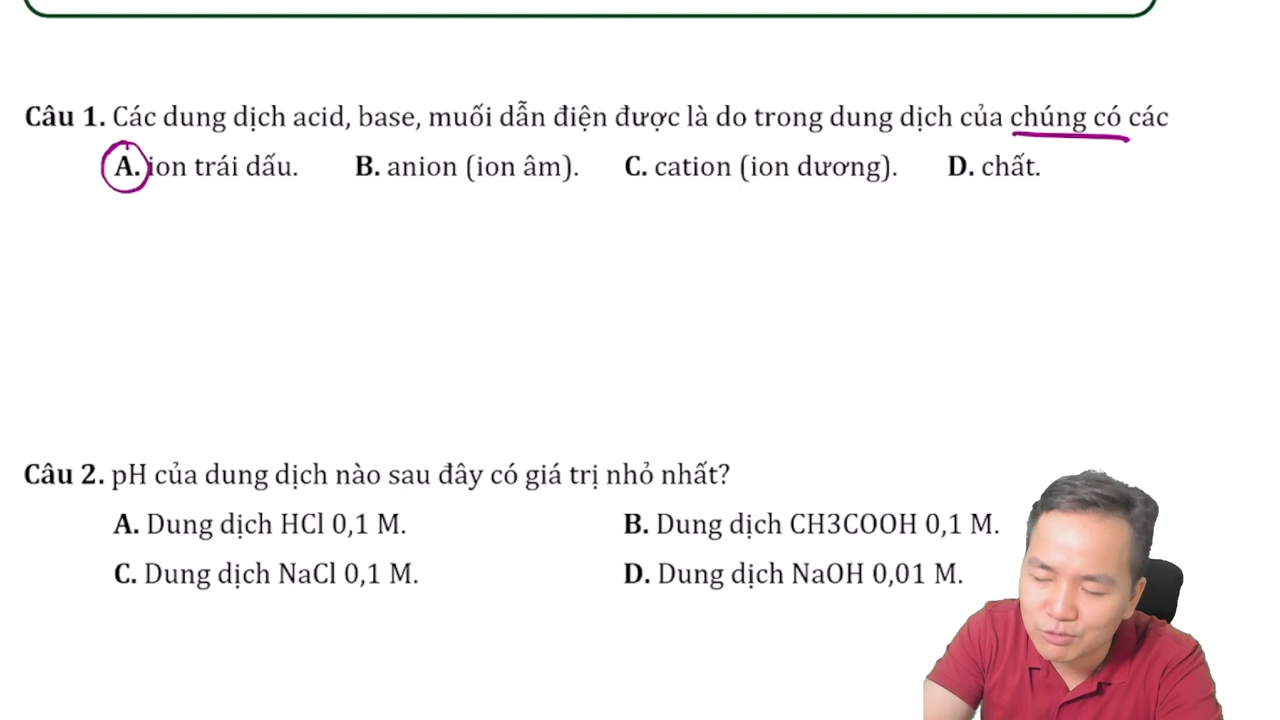 Câu 1. Các dung dịch acid, base, muối dẫn điện được là do trong dung dịch của chúng có các
A. ion trái dấu. B. anion (ion âm). C. cation (ion dương). D. chất.
Câu 2. pH của dung dịch nào sau đây có giá trị nhỏ nhất?
A. Dung dịch HCl 0,1 M. B. Dung dịch CH3COOH 0,1 M.
C. Dung dịch NaCl 0,1 M. D. Dung dịch NaOH 0,01 M.